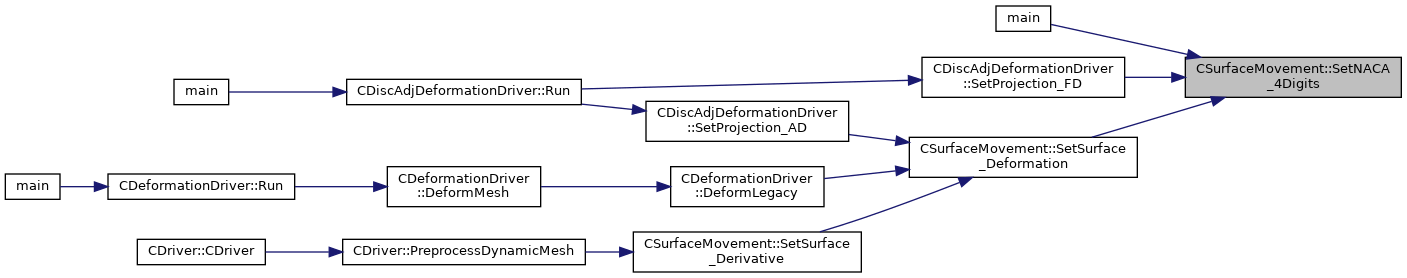 main
CSurfaceMovement::SetNACA
_4Digits
CDiscAdjDeformationDriver
::SetProjection_FD
main
CDiscAdjDeformationDriver::Run
CDiscAdjDeformationDriver
::SetProjection_AD
CSurfaceMovement::SetSurface
_Deformation
main
CDeformationDriver::Run
CDeformationDriver
::DeformMesh
CDeformationDriver
::DeformLegacy
CDriver::CDriver
CDriver::PreprocessDynamicMesh
CSurfaceMovement::SetSurface
_Derivative